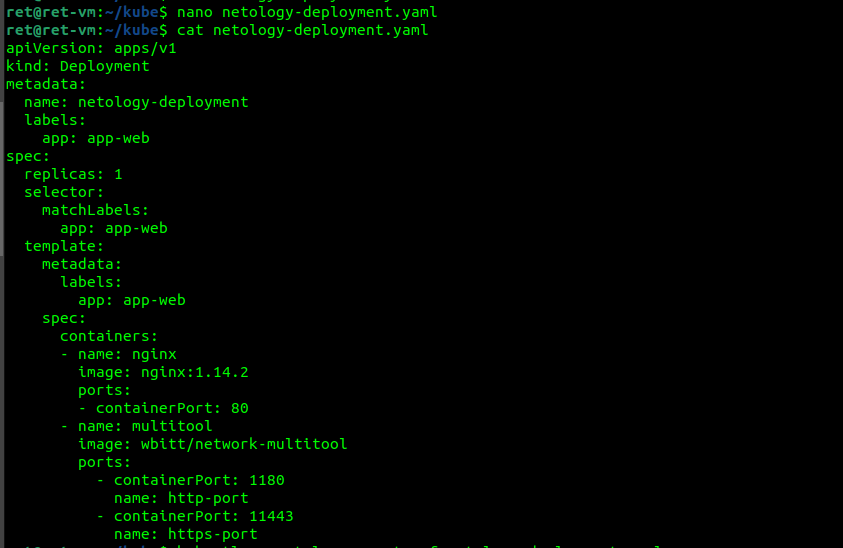 ret@ret-vm:~/kube$ nano netology-deployment.yaml
ret@ret-vm:~/kube$ cat netology-deployment.yaml
apiVersion: apps/v1
kind: Deployment
metadata:
  name: netology-deployment
  labels:
    app: app-web
spec:
  replicas: 1
  selector:
    matchLabels:
      app: app-web
  template:
    metadata:
      labels:
        app: app-web
    spec:
      containers:
      - name: nginx
        image: nginx:1.14.2
        ports:
        - containerPort: 80
      - name: multitool
        image: wbitt/network-multitool
        ports:
          - containerPort: 1180
            name: http-port
          - containerPort: 11443
            name: https-port